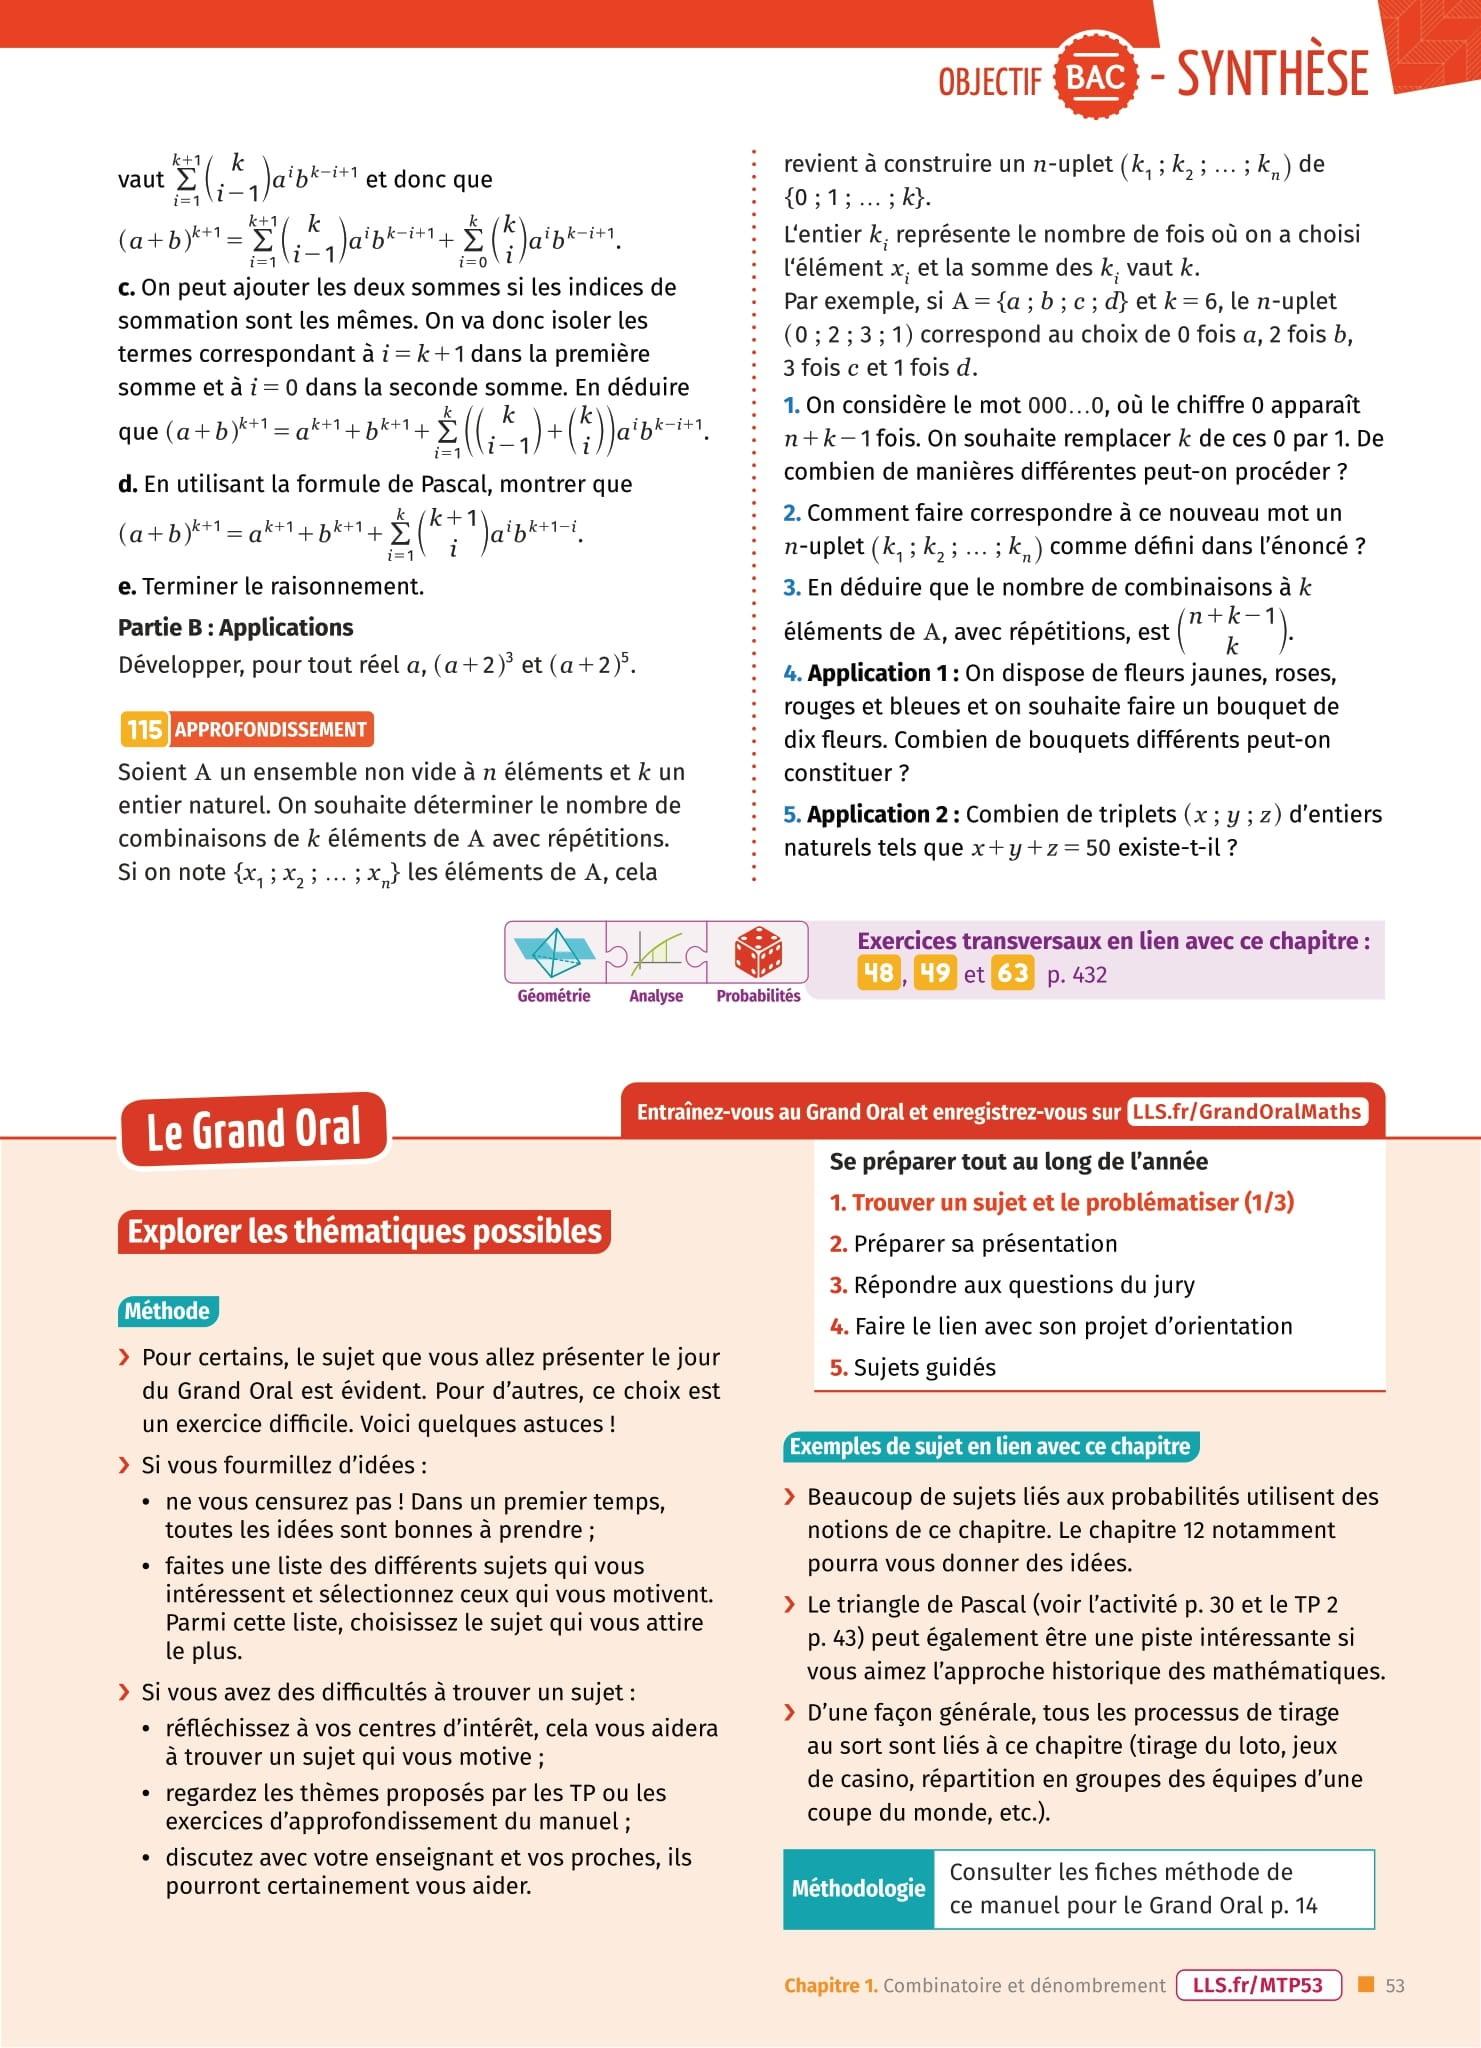 OBJECTIF BAC - SYNTHÈSE
vaut \sum_{i=1}^{k+1} \binom{k}{i-1} a^i b^{k-i+1} et donc que
(a+b)^{k+1} = \sum_{i=1}^{k+1} \binom{k}{i-1} a^i b^{k-i+1} + \sum_{i=0}^{k} \binom{k}{i} a^i b^{k-i+1}.
c. On peut ajouter les deux sommes si les indices de
sommation sont les mêmes. On va donc isoler les
termes correspondant à i = k+1 dans la première
somme et à i = 0 dans la seconde somme. En déduire
que (a+b)^{k+1} = a^{k+1} + b^{k+1} + \sum_{i=1}^{k} \left( \binom{k}{i-1} + \binom{k}{i} \right) a^i b^{k-i+1}.
d. En utilisant la formule de Pascal, montrer que
(a+b)^{k+1} = a^{k+1} + b^{k+1} + \sum_{i=1}^{k} \binom{k+1}{i} a^i b^{k+1-i}.
e. Terminer le raisonnement.
Partie B : Applications
Développer, pour tout réel a, (a+2)³ et (a+2)⁵.
115 APPROFONDISSEMENT
Soient A un ensemble non vide à n éléments et k un
entier naturel. On souhaite déterminer le nombre de
combinaisons de k éléments de A avec répétitions.
Si on note {x₁ ; x₂ ; … ; xₙ} les éléments de A, cela
revient à construire un n-uplet (k₁ ; k₂ ; … ; kₙ) de
{0 ; 1 ; … ; k}.
L‘entier kᵢ représente le nombre de fois où on a choisi
l‘élément xᵢ et la somme des kᵢ vaut k.
Par exemple, si A = {a ; b ; c ; d} et k = 6, le n-uplet
(0 ; 2 ; 3 ; 1) correspond au choix de 0 fois a, 2 fois b,
3 fois c et 1 fois d.
1. On considère le mot 000…0, où le chiffre 0 apparaît
n + k − 1 fois. On souhaite remplacer k de ces 0 par 1. De
combien de manières différentes peut-on procéder ?
2. Comment faire correspondre à ce nouveau mot un
n-uplet (k₁ ; k₂ ; … ; kₙ) comme défini dans l’énoncé ?
3. En déduire que le nombre de combinaisons à k
éléments de A, avec répétitions, est \binom{n+k-1}{k}.
4. Application 1 : On dispose de fleurs jaunes, roses,
rouges et bleues et on souhaite faire un bouquet de
dix fleurs. Combien de bouquets différents peut-on
constituer ?
5. Application 2 : Combien de triplets (x ; y ; z) d’entiers
naturels tels que x + y + z = 50 existe-t-il ?
Géométrie Analyse Probabilités
Exercices transversaux en lien avec ce chapitre :
48, 49 et 63 p. 432
Le Grand Oral
Entraînez-vous au Grand Oral et enregistrez-vous sur LLS.fr/GrandOralMaths
Explorer les thématiques possibles
Méthode
› Pour certains, le sujet que vous allez présenter le jour
du Grand Oral est évident. Pour d’autres, ce choix est
un exercice difficile. Voici quelques astuces !
› Si vous fourmillez d’idées :
• ne vous censurez pas ! Dans un premier temps,
toutes les idées sont bonnes à prendre ;
• faites une liste des différents sujets qui vous
intéressent et sélectionnez ceux qui vous motivent.
Parmi cette liste, choisissez le sujet qui vous attire
le plus.
› Si vous avez des difficultés à trouver un sujet :
• réfléchissez à vos centres d’intérêt, cela vous aidera
à trouver un sujet qui vous motive ;
• regardez les thèmes proposés par les TP ou les
exercices d’approfondissement du manuel ;
• discutez avec votre enseignant et vos proches, ils
pourront certainement vous aider.
Se préparer tout au long de l’année
1. Trouver un sujet et le problématiser (1/3)
2. Préparer sa présentation
3. Répondre aux questions du jury
4. Faire le lien avec son projet d’orientation
5. Sujets guidés
Exemples de sujet en lien avec ce chapitre
› Beaucoup de sujets liés aux probabilités utilisent des
notions de ce chapitre. Le chapitre 12 notamment
pourra vous donner des idées.
› Le triangle de Pascal (voir l’activité p. 30 et le TP 2
p. 43) peut également être une piste intéressante si
vous aimez l’approche historique des mathématiques.
› D’une façon générale, tous les processus de tirage
au sort sont liés à ce chapitre (tirage du loto, jeux
de casino, répartition en groupes des équipes d’une
coupe du monde, etc.).
Méthodologie
Consulter les fiches méthode de
ce manuel pour le Grand Oral p. 14
Chapitre 1. Combinatoire et dénombrement LLS.fr/MTP53 53